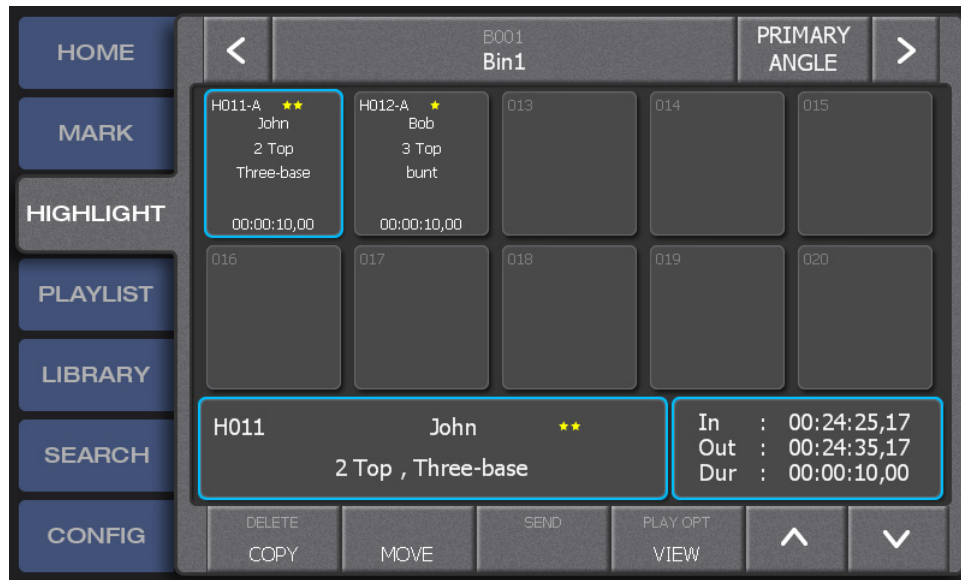 HOME
MARK
HIGHLIGHT
PLAYLIST
LIBRARY
SEARCH
CONFIG
<
B001
Bin1
PRIMARY
ANGLE
>
H011-A ★★
John
2 Top
Three-base
00:00:10,00
H012-A ★
Bob
3 Top
bunt
00:00:10,00
013
014
015
016
017
018
019
020
H011 John ★★
2 Top , Three-base
In : 00:24:25,17
Out : 00:24:35,17
Dur : 00:00:10,00
DELETE
COPY
MOVE
SEND
PLAY OPT
VIEW